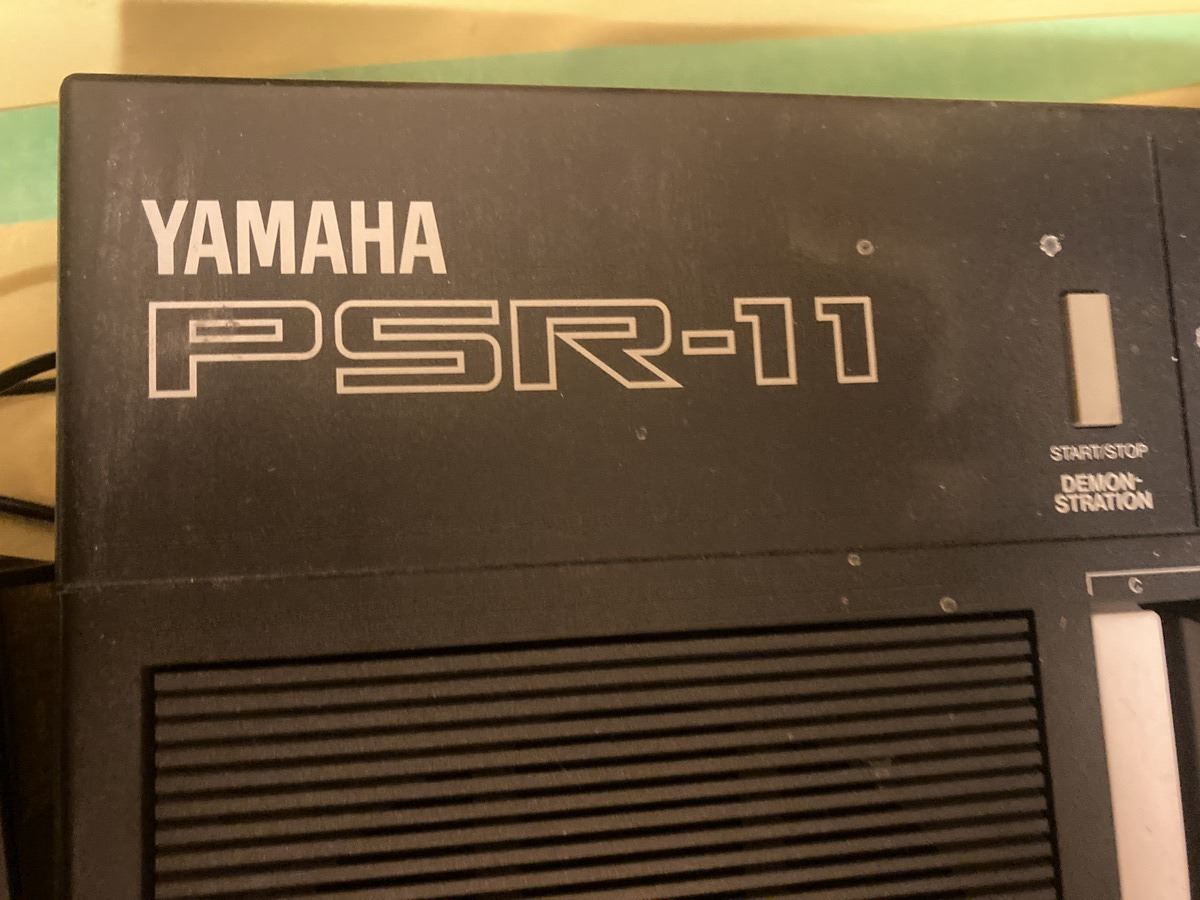 YAMAHA
PSR-11
START/STOP
DEMON-
STRATION
C